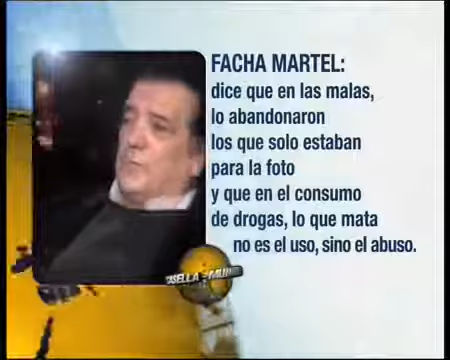 FACHA MARTEL:
dice que en las malas,
lo abandonaron
los que solo estaban
para la foto
y que en el consumo
de drogas, lo que mata
no es el uso, sino el abuso.